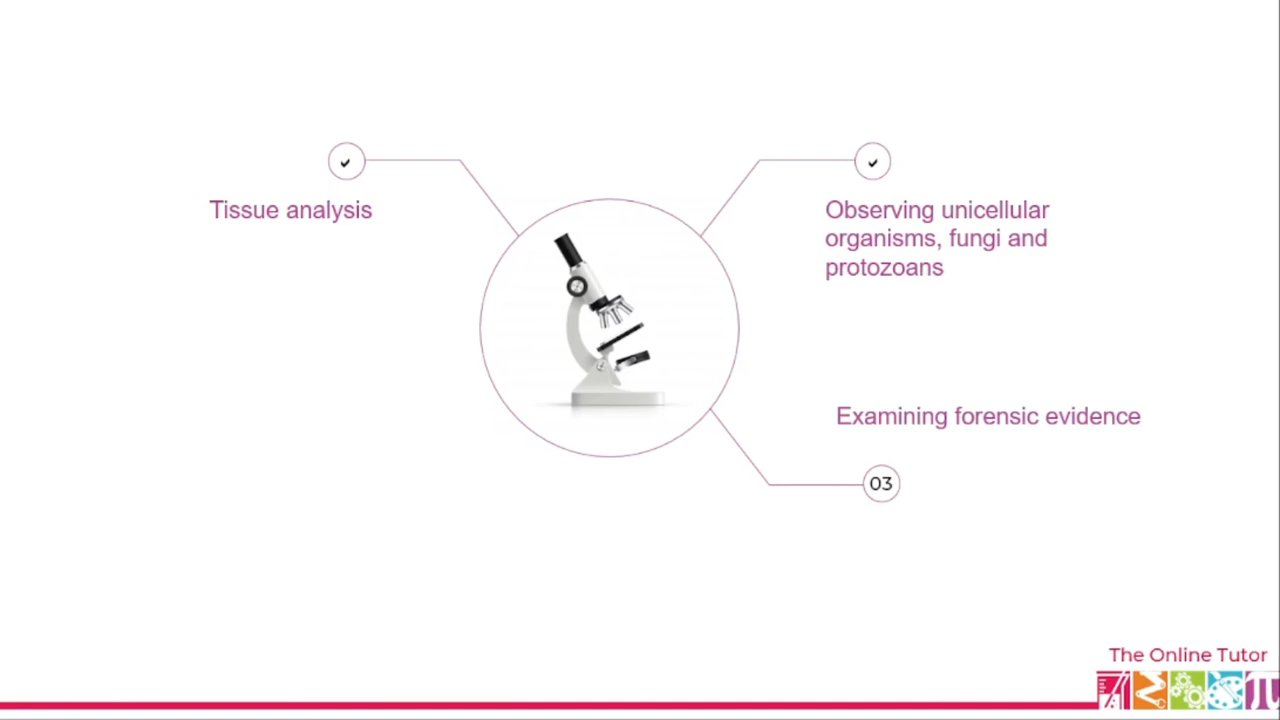 Tissue analysis
Observing unicellular
organisms, fungi and
protozoans
Examining forensic evidence
03
The Online Tutor
π